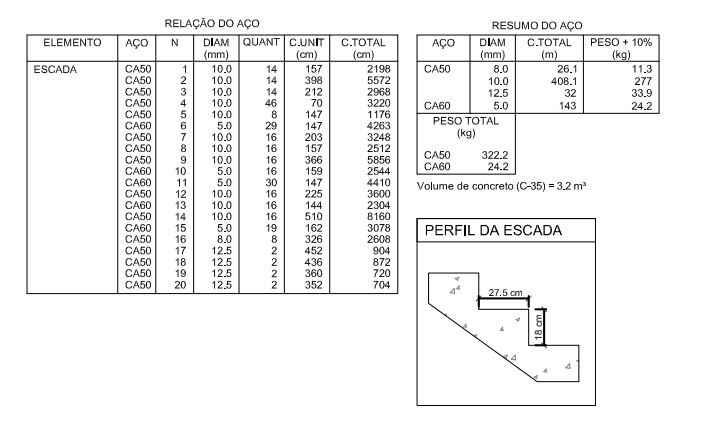 RELAÇÃO DO AÇO
ELEMENTO AÇO N DIAM (mm) QUANT C.UNIT (cm) C.TOTAL (cm)
ESCADA CA50 1 10.0 14 157 2198
CA50 2 10.0 14 398 5572
CA50 3 10.0 14 212 2968
CA50 4 10.0 46 70 3220
CA50 5 10.0 8 147 1176
CA60 6 5.0 29 147 4263
CA50 7 10.0 16 203 3248
CA50 8 10.0 16 157 2512
CA50 9 10.0 16 366 5856
CA60 10 5.0 16 159 2544
CA60 11 5.0 30 147 4410
CA50 12 10.0 16 225 3600
CA50 13 10.0 16 144 2304
CA50 14 10.0 16 510 8160
CA60 15 5.0 19 162 3078
CA50 16 8.0 8 326 2608
CA50 17 12.5 2 452 904
CA50 18 12.5 2 436 872
CA50 19 12.5 2 360 720
CA50 20 12.5 2 352 704
RESUMO DO AÇO
AÇO DIAM (mm) C.TOTAL (m) PESO + 10% (kg)
CA50 8.0 26.1 11.3
10.0 408.1 277
12.5 32 33.9
CA60 5.0 143 24.2
PESO TOTAL
(kg)
CA50 322.2
CA60 24.2
Volume de concreto (C-35) = 3.2 m³
PERFIL DA ESCADA
27.5 cm
18 cm